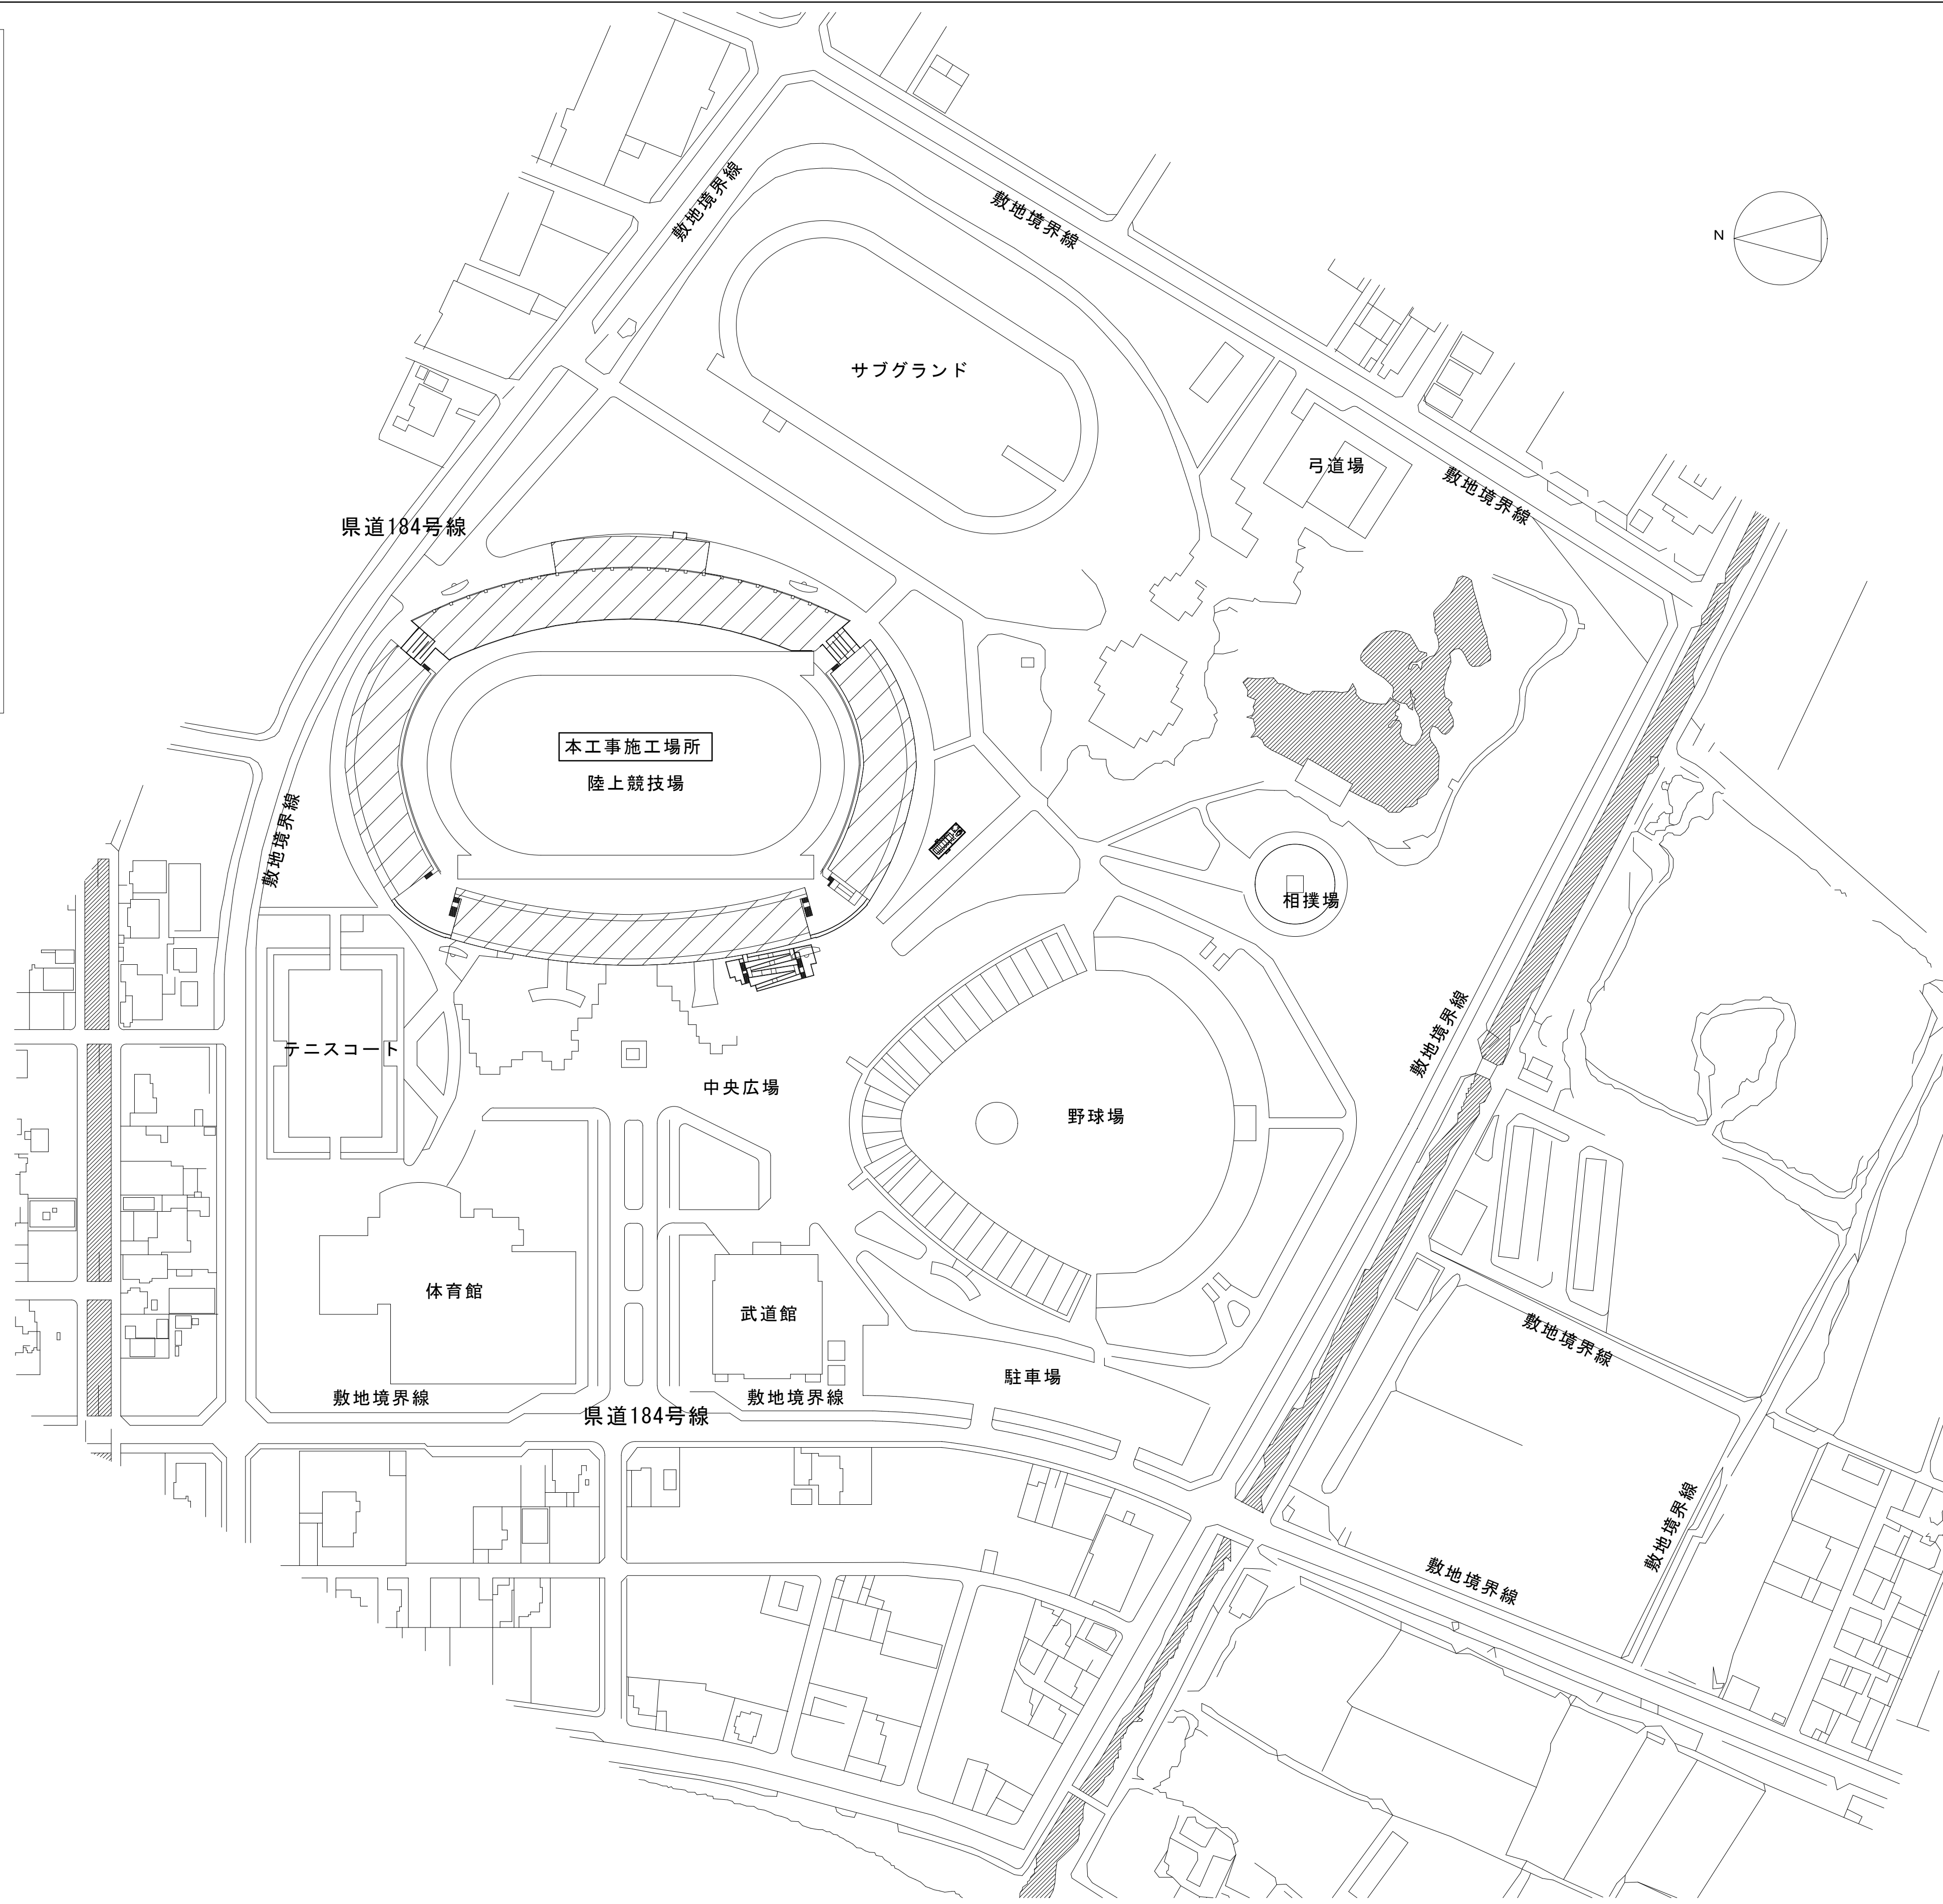 敷地境界線
敷地境界線
N
サブグランド
弓道場
敷地境界線
県道184号線
本工事施工場所
陸上競技場
敷地境界線
相撲場
敷地境界線
テニスコート
中央広場
野球場
体育館
武道館
敷地境界線
駐車場
敷地境界線
敷地境界線
県道184号線
敷地境界線
敷地境界線